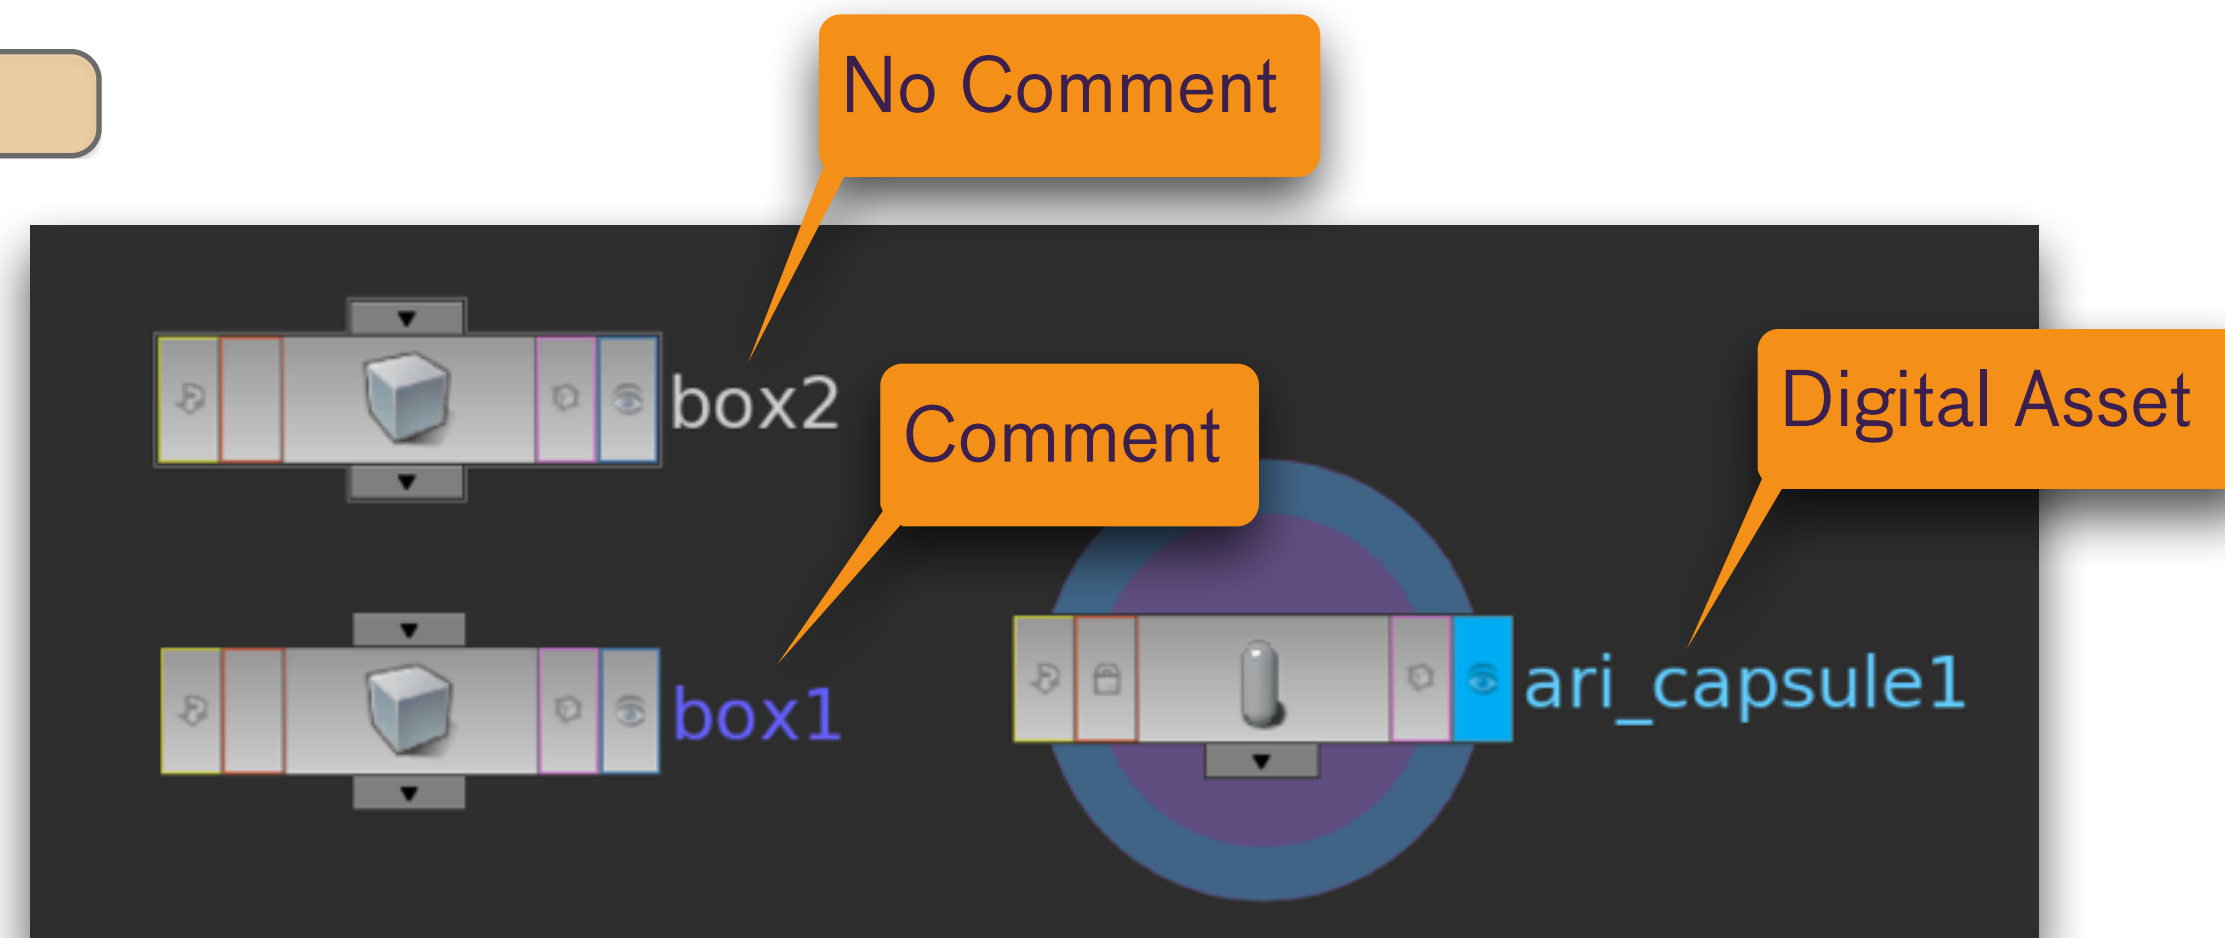 No Comment
box2
Comment
Digital Asset
box1
ari_capsule1